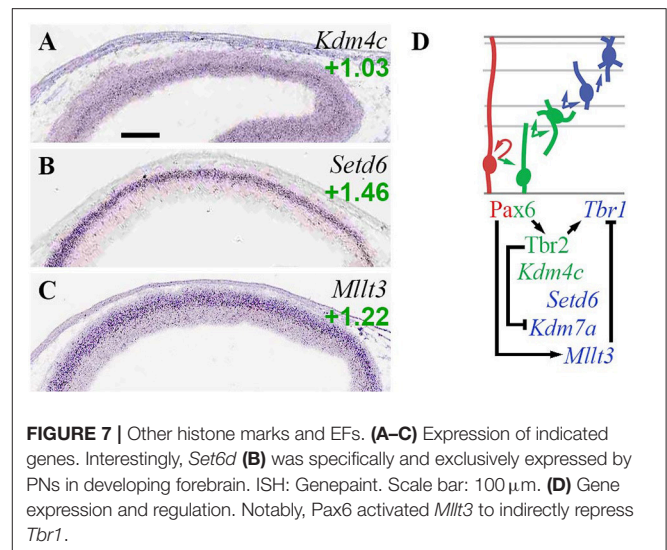 A
Kdm4c
+1.03
B
Setd6
+1.46
C
Mllt3
+1.22
D
Pax6
Tbr1
Tbr2
Kdm4c
Setd6
Kdm7a
Mllt3
FIGURE 7 | Other histone marks and EFs. (A–C) Expression of indicated
genes. Interestingly, Set6d (B) was specifically and exclusively expressed by
PNs in developing forebrain. ISH: Genepaint. Scale bar: 100 μm. (D) Gene
expression and regulation. Notably, Pax6 activated Mllt3 to indirectly repress
Tbr1.